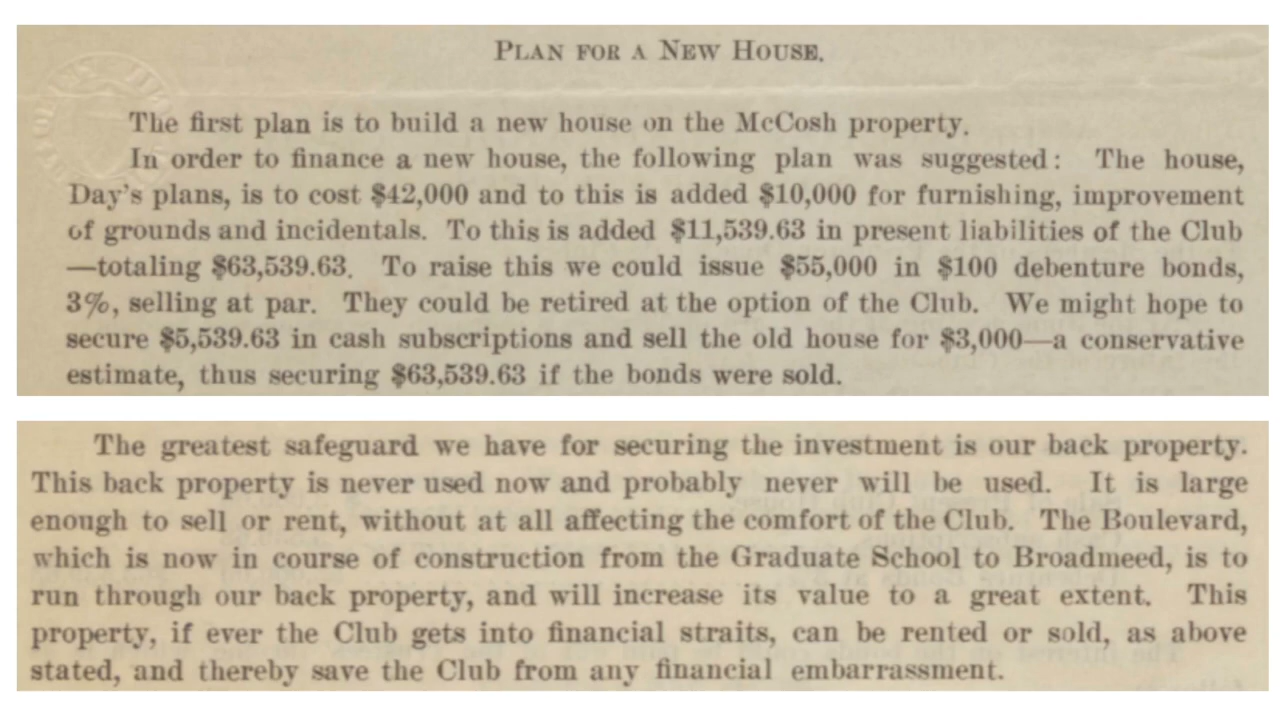 PLAN FOR A NEW HOUSE.
The first plan is to build a new house on the McCosh property.
In order to finance a new house, the following plan was suggested: The house,
Day's plans, is to cost $42,000 and to this is added $10,000 for furnishing, improvement
of grounds and incidentals. To this is added $11,539.63 in present liabilities of the Club
—totaling $63,539.63. To raise this we could issue $55,000 in $100 debenture bonds,
3%, selling at par. They could be retired at the option of the Club. We might hope to
secure $5,539.63 in cash subscriptions and sell the old house for $3,000—a conservative
estimate, thus securing $63,539.63 if the bonds were sold.
The greatest safeguard we have for securing the investment is our back property.
This back property is never used now and probably never will be used. It is large
enough to sell or rent, without at all affecting the comfort of the Club. The Boulevard,
which is now in course of construction from the Graduate School to Broadmeed, is to
run through our back property, and will increase its value to a great extent. This
property, if ever the Club gets into financial straits, can be rented or sold, as above
stated, and thereby save the Club from any financial embarrassment.